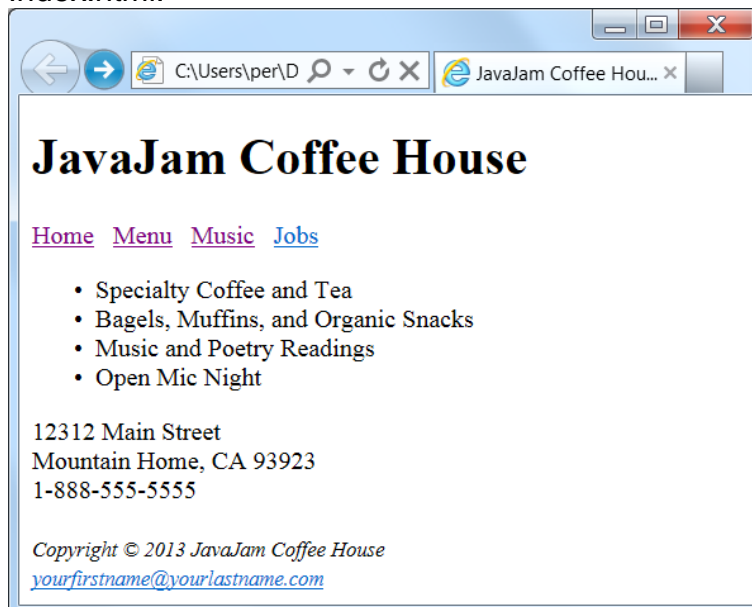 index.html:
C:\Users\per\D
JavaJam Coffee Hou...
JavaJam Coffee House
Home Menu Music Jobs
• Specialty Coffee and Tea
• Bagels, Muffins, and Organic Snacks
• Music and Poetry Readings
• Open Mic Night
12312 Main Street
Mountain Home, CA 93923
1-888-555-5555
Copyright © 2013 JavaJam Coffee House
yourfirstname@yourlastname.com